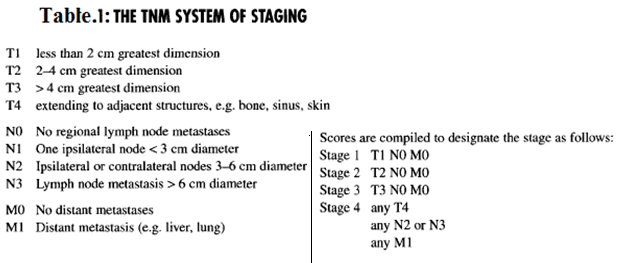 Table.1: THE TNM SYSTEM OF STAGING
T1 less than 2 cm greatest dimension
T2 2–4 cm greatest dimension
T3 > 4 cm greatest dimension
T4 extending to adjacent structures, e.g. bone, sinus, skin
N0 No regional lymph node metastases
N1 One ipsilateral node < 3 cm diameter
N2 Ipsilateral or contralateral nodes 3–6 cm diameter
N3 Lymph node metastasis > 6 cm diameter
M0 No distant metastases
M1 Distant metastasis (e.g. liver, lung)
Scores are compiled to designate the stage as follows:
Stage 1 T1 N0 M0
Stage 2 T2 N0 M0
Stage 3 T3 N0 M0
Stage 4 any T4
any N2 or N3
any M1